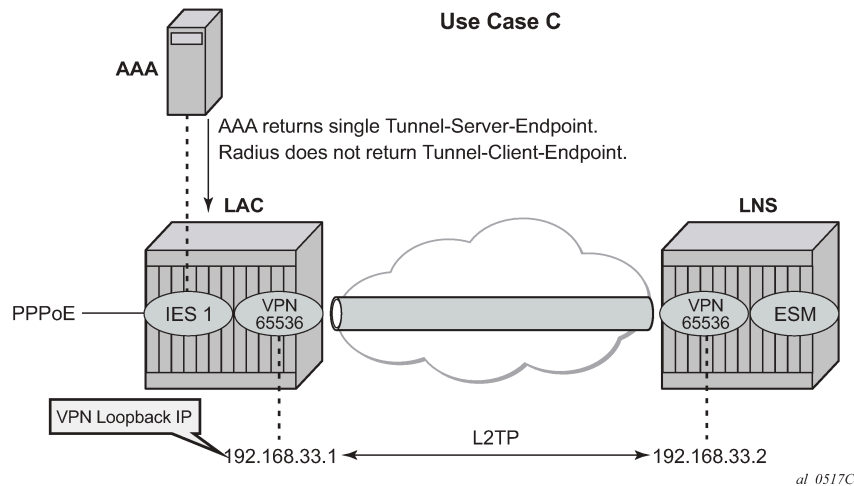 Use Case C
AAA
AAA returns single Tunnel-Server-Endpoint.
Radius does not return Tunnel-Client-Endpoint.
LAC
LNS
PPPoE
IES 1
VPN
65536
VPN
65536
ESM
VPN Loopback IP
L2TP
192.168.33.1
192.168.33.2
al_0517C